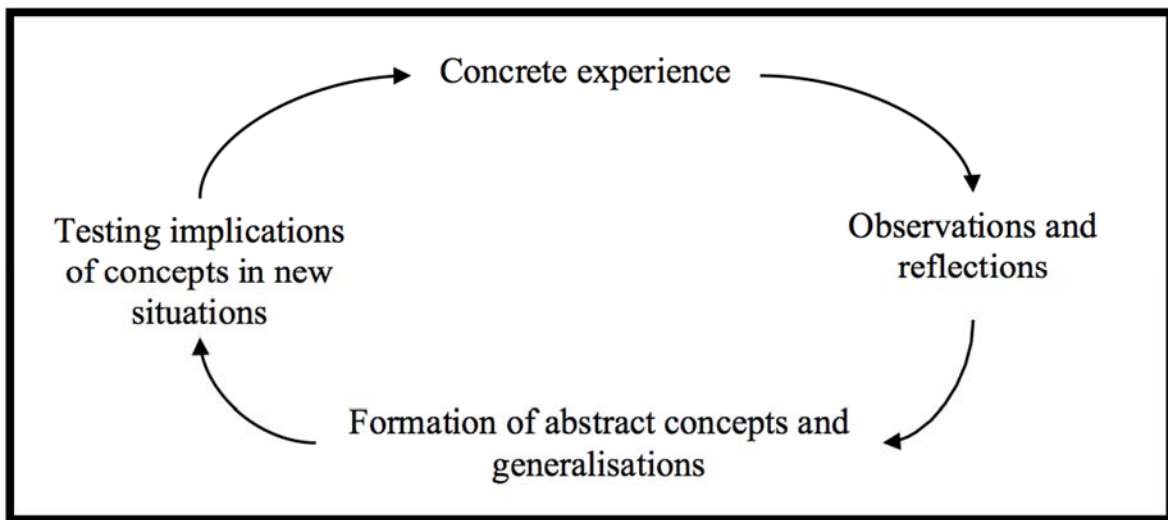 Concrete experience
Observations and
reflections
Formation of abstract concepts and
generalisations
Testing implications
of concepts in new
situations